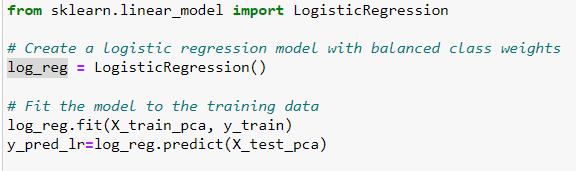 from sklearn.linear_model import LogisticRegression
# Create a logistic regression model with balanced class weights
log_reg = LogisticRegression()
# Fit the model to the training data
log_reg.fit(X_train_pca, y_train)
y_pred_lr=log_reg.predict(X_test_pca)